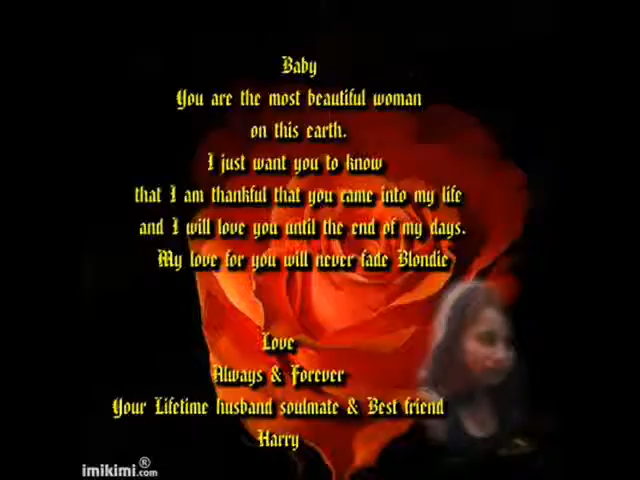 Baby
You are the most beautiful woman
on this earth.
I just want you to know
that I am thankful that you came into my life
and I will love you until the end of my days.
My love for you will never fade Blondie
Love
Always & Forever
Your Lifetime husband soulmate & Best friend
Harry
imikimi.com®